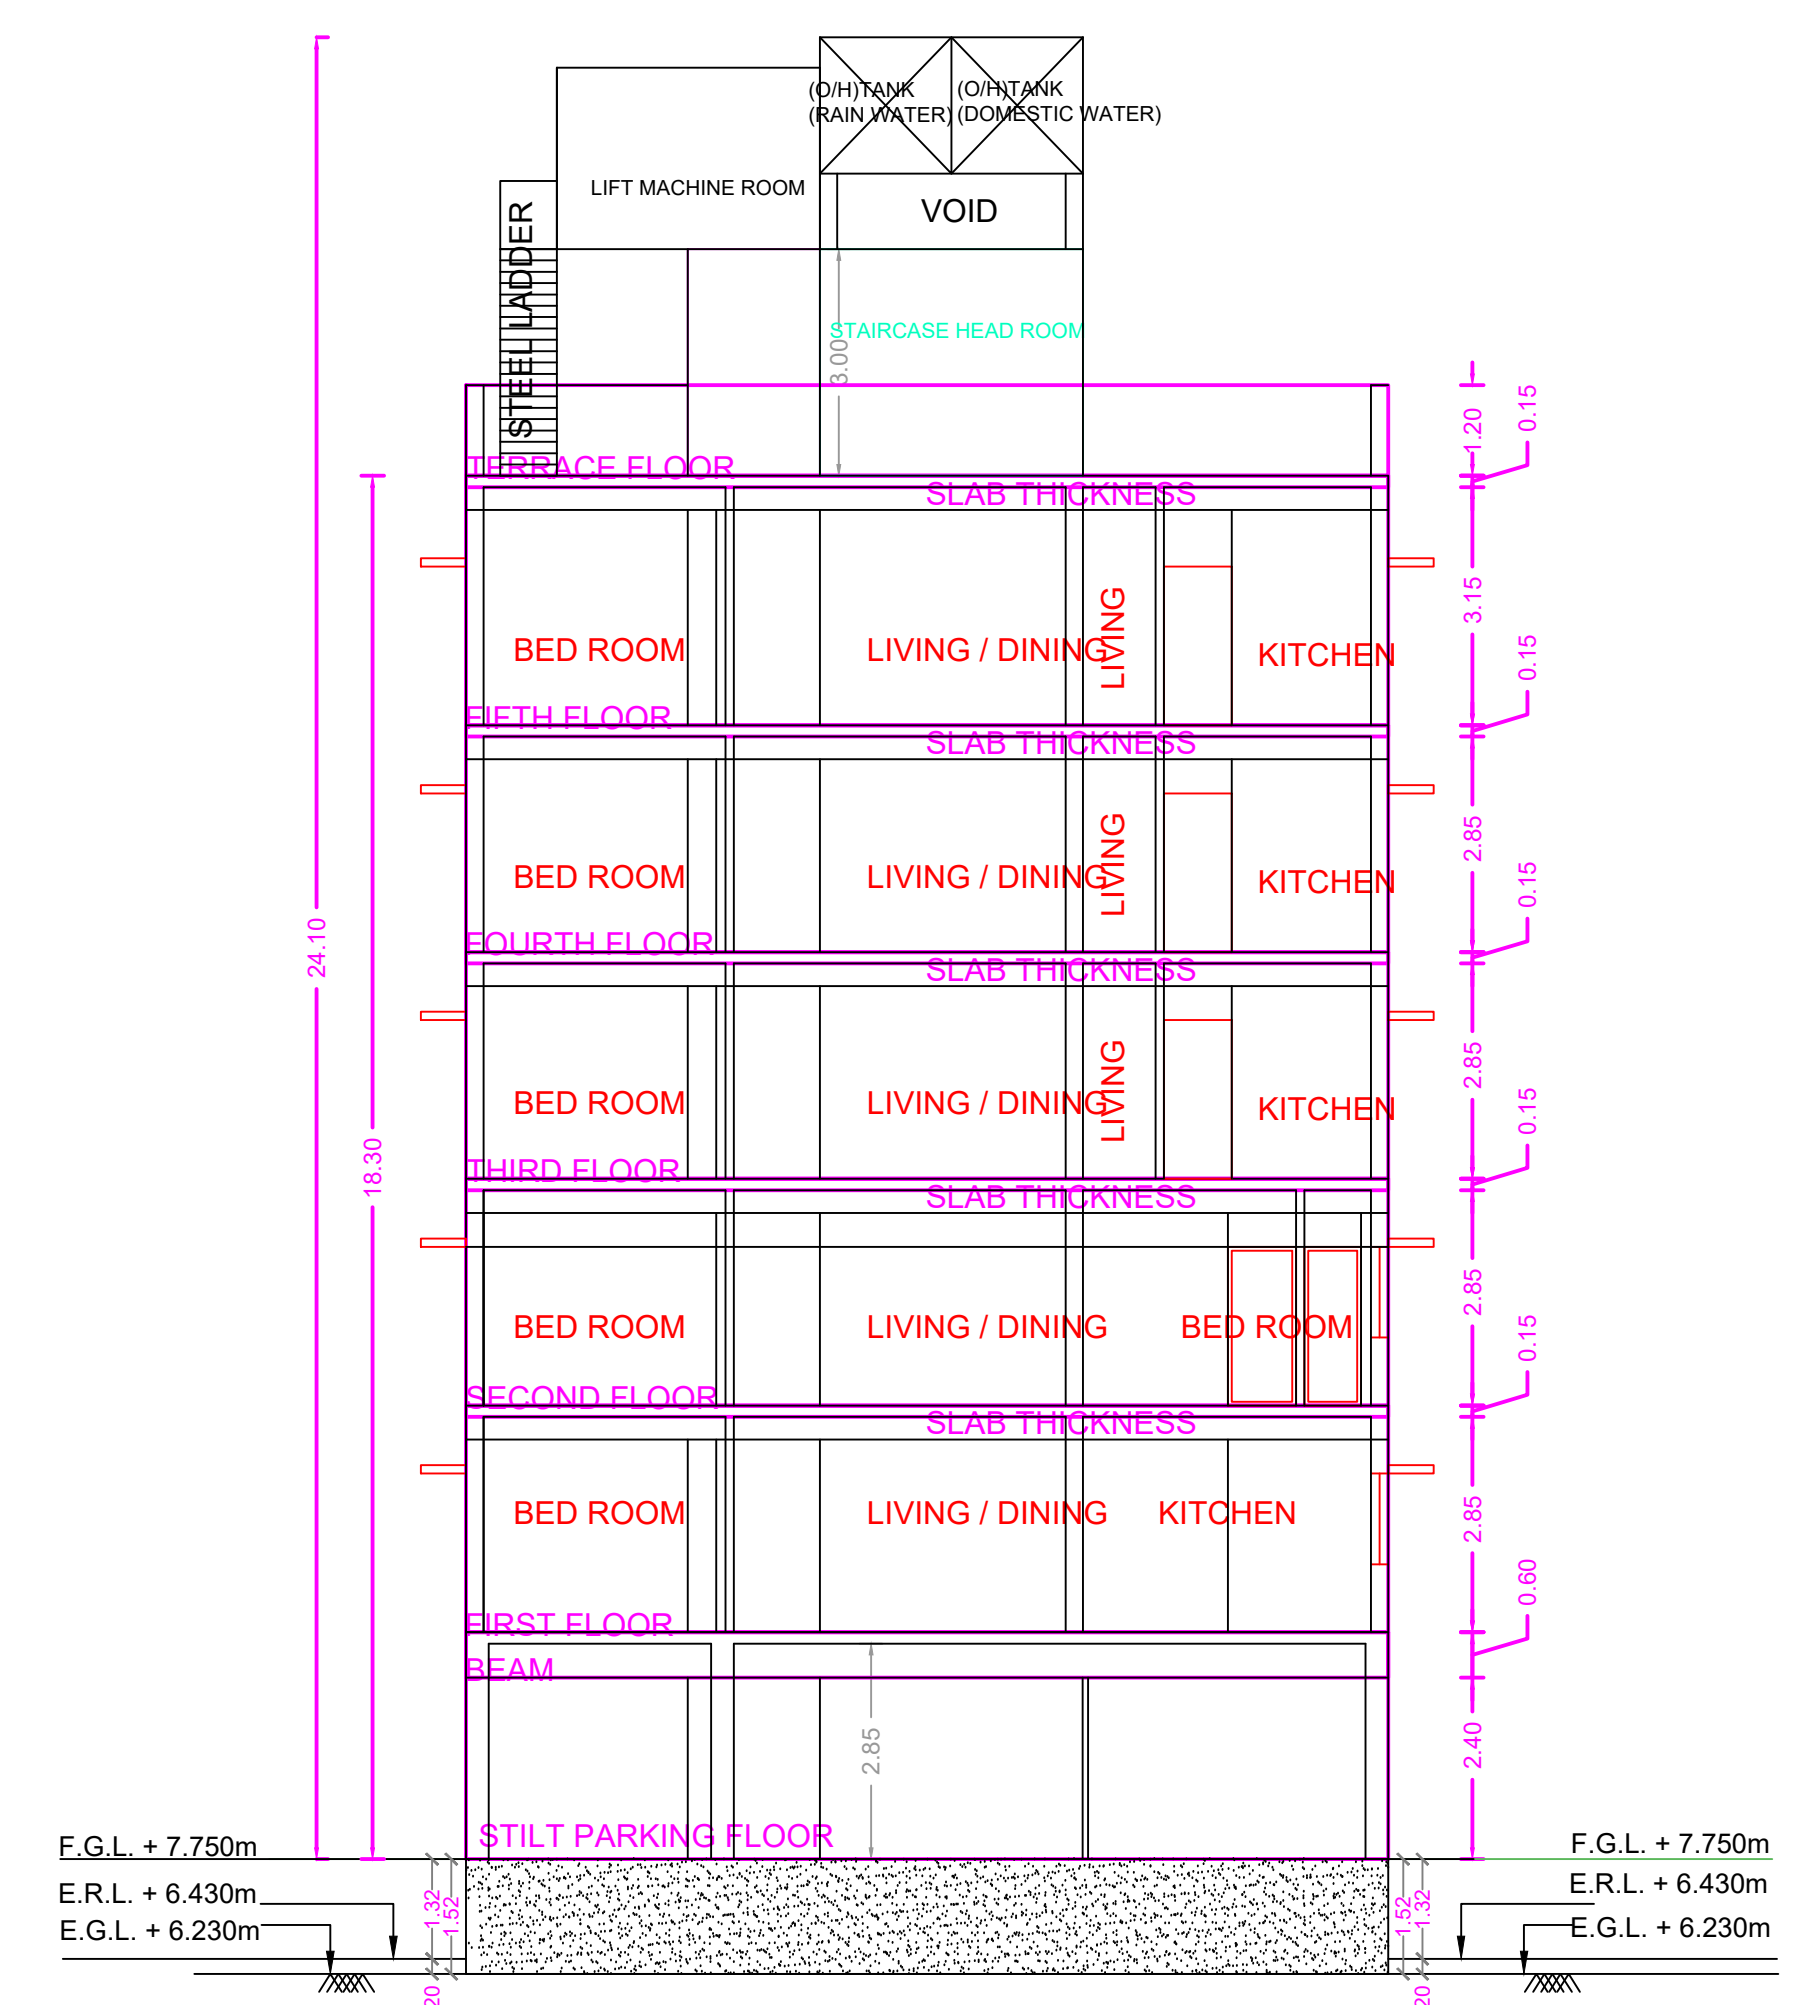 (O/H)TANK
(RAIN WATER)
(O/H)TANK
(DOMESTIC WATER)
LIFT MACHINE ROOM
VOID
STEEL LADDER
STAIRCASE HEAD ROOM
3.00
1.20
0.15
TERRACE FLOOR
SLAB THICKNESS
3.15
BED ROOM
LIVING / DINING
LIVING
KITCHEN
0.15
FIFTH FLOOR
SLAB THICKNESS
2.85
BED ROOM
LIVING / DINING
LIVING
KITCHEN
0.15
24.10
FOURTH FLOOR
SLAB THICKNESS
2.85
BED ROOM
LIVING / DINING
LIVING
KITCHEN
0.15
18.30
THIRD FLOOR
SLAB THICKNESS
2.85
BED ROOM
LIVING / DINING
BED ROOM
0.15
SECOND FLOOR
SLAB THICKNESS
2.85
BED ROOM
LIVING / DINING
KITCHEN
0.60
FIRST FLOOR
BEAM
2.85
2.40
STILT PARKING FLOOR
F.G.L. + 7.750m
E.R.L. + 6.430m
E.G.L. + 6.230m
1.32
1.52
20
F.G.L. + 7.750m
E.R.L. + 6.430m
E.G.L. + 6.230m
1.52
1.32
20